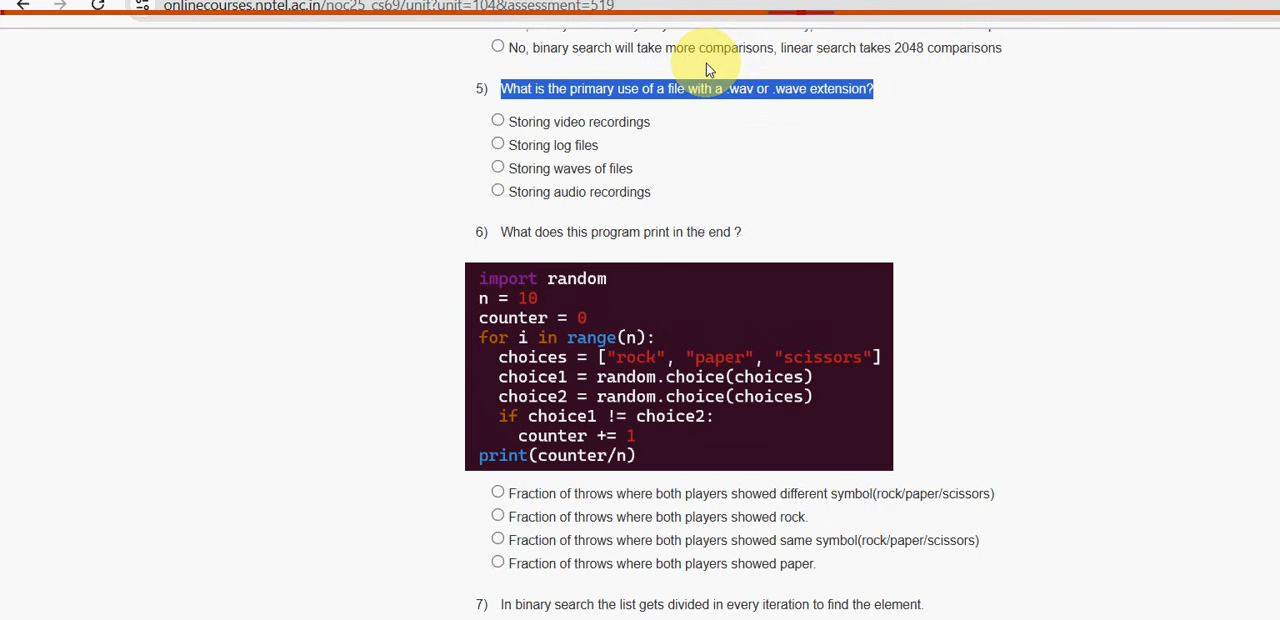 onlinecourses.nptel.ac.in/noc25_cs69/unit?unit=104&assessment=519
No, binary search will take more comparisons, linear search takes 2048 comparisons
5) What is the primary use of a file with a .wav or .wave extension?
Storing video recordings
Storing log files
Storing waves of files
Storing audio recordings
6) What does this program print in the end ?
import random
n = 10
counter = 0
for i in range(n):
choices = ["rock", "paper", "scissors"]
choice1 = random.choice(choices)
choice2 = random.choice(choices)
if choice1 != choice2:
counter += 1
print(counter/n)
Fraction of throws where both players showed different symbol(rock/paper/scissors)
Fraction of throws where both players showed rock.
Fraction of throws where both players showed same symbol(rock/paper/scissors)
Fraction of throws where both players showed paper.
7) In binary search the list gets divided in every iteration to find the element.